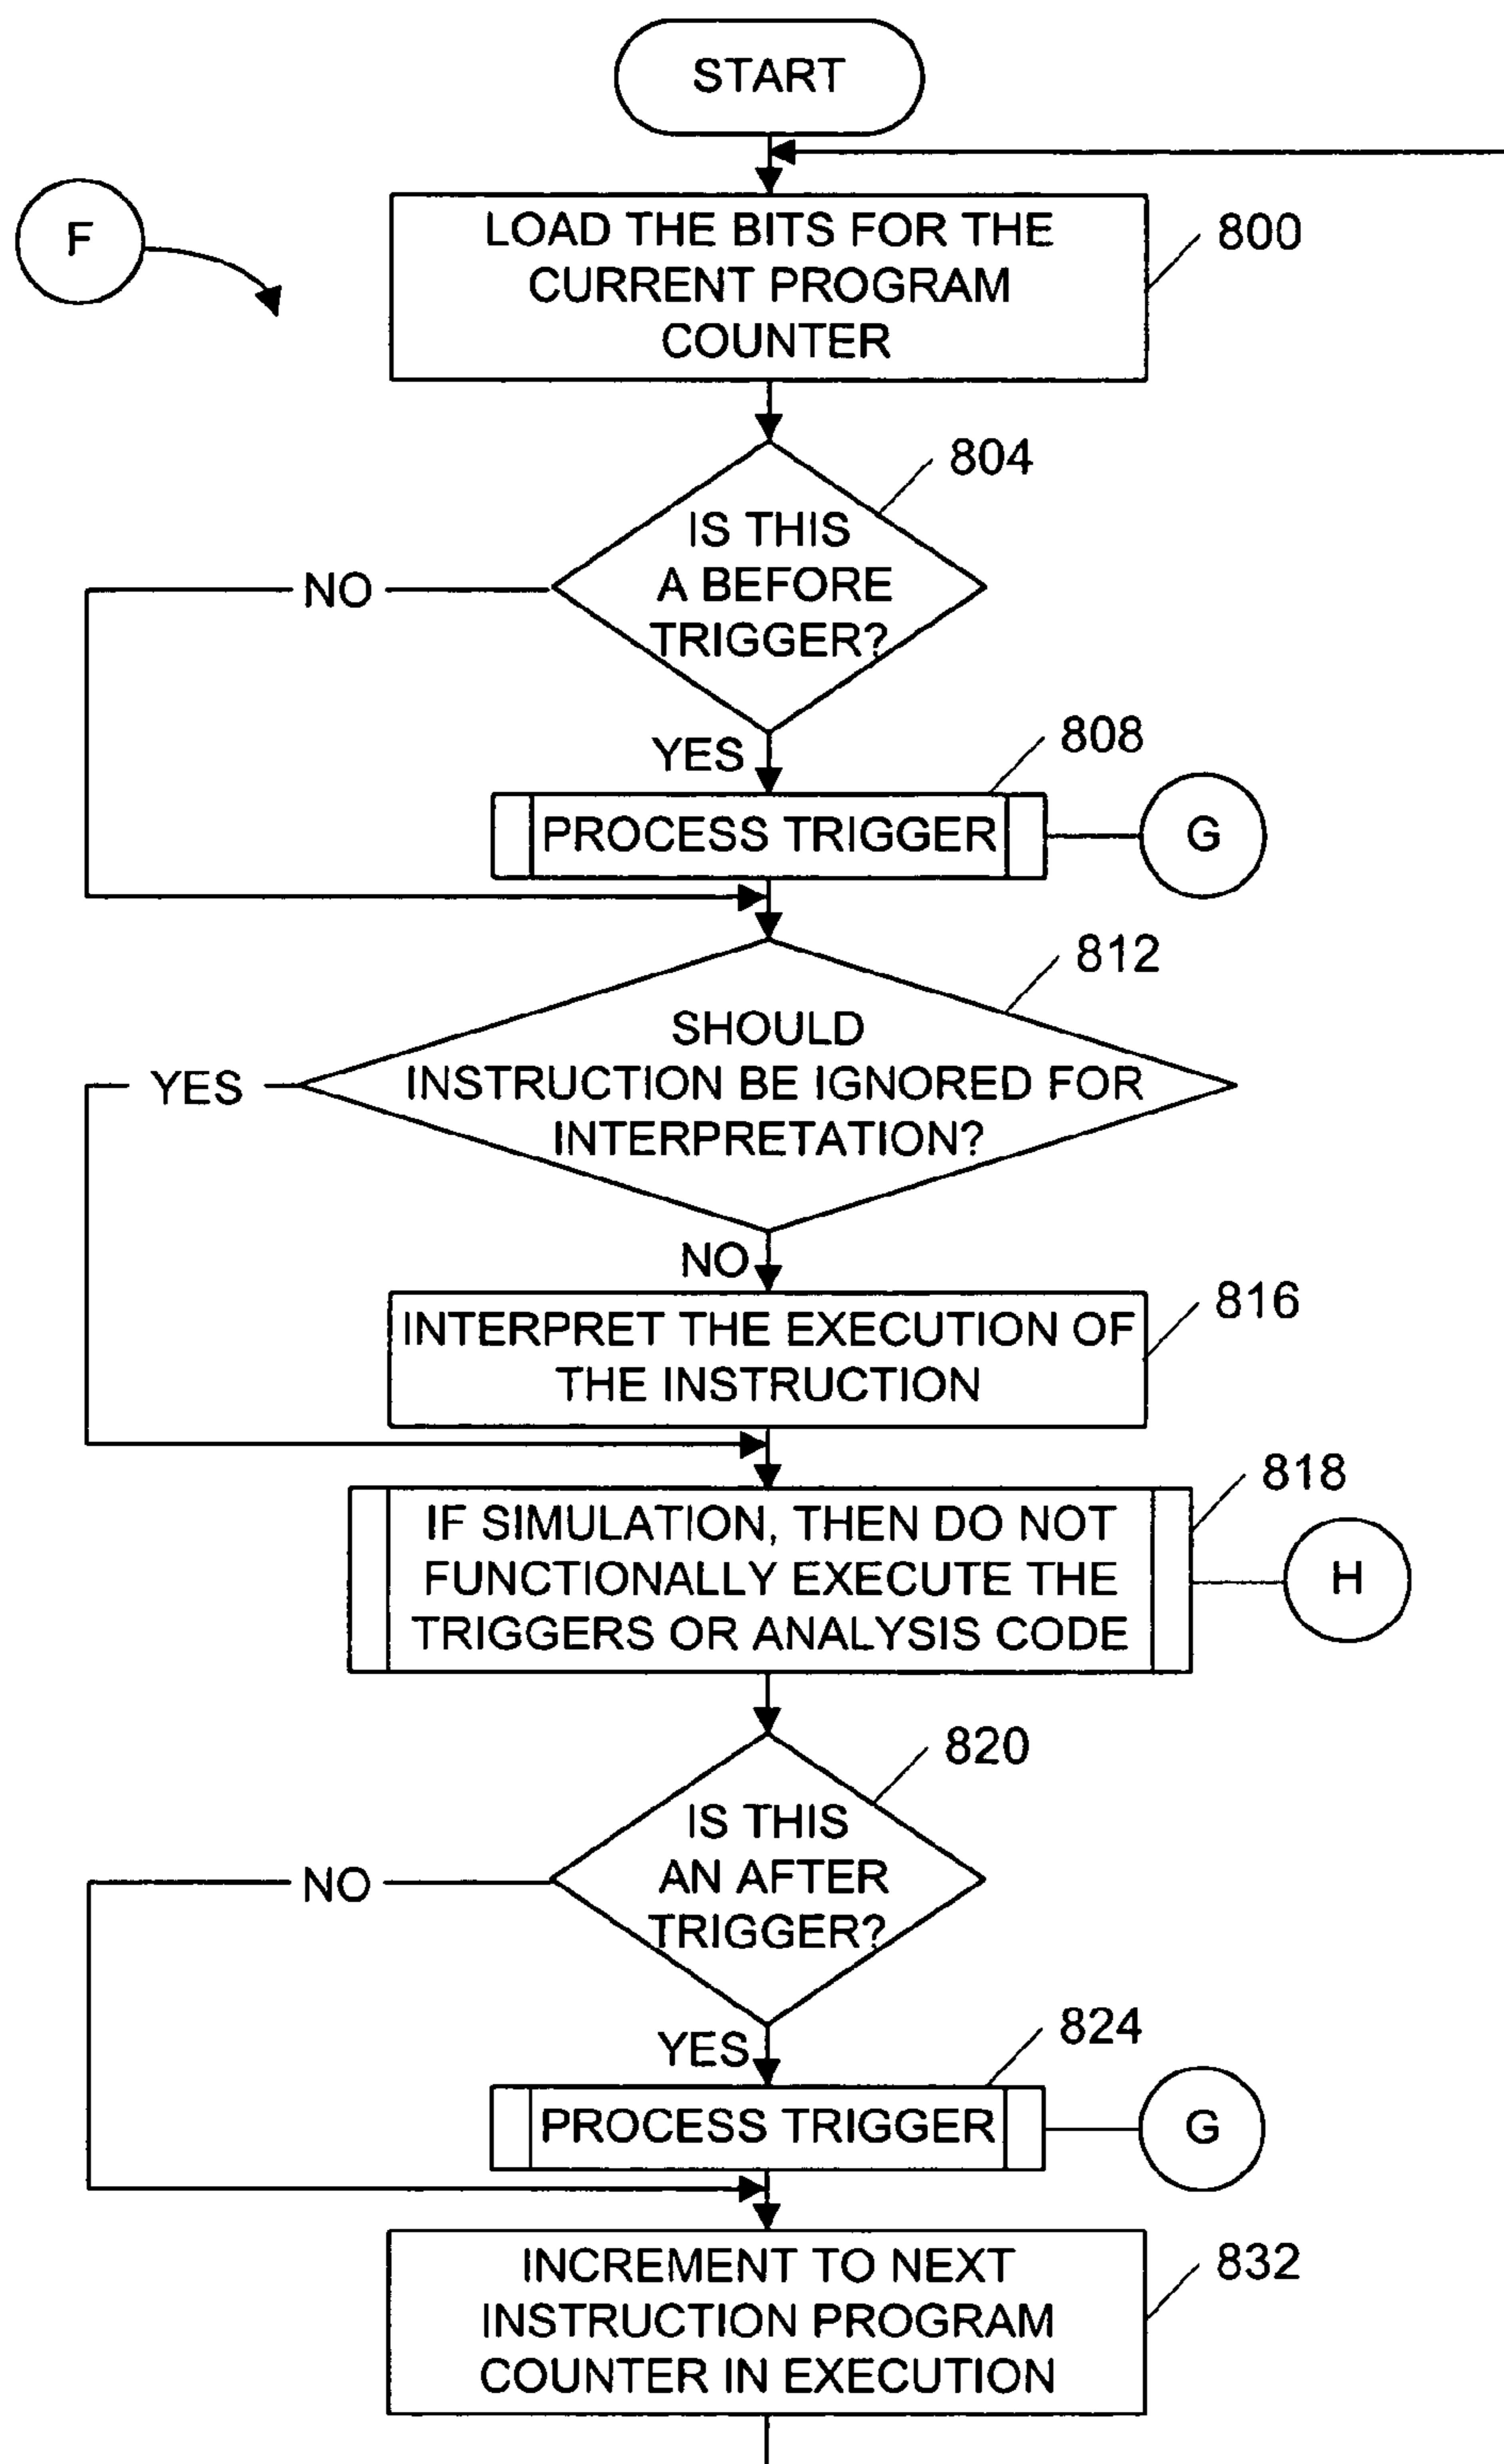 START
F
LOAD THE BITS FOR THE
CURRENT PROGRAM
COUNTER
800
804
IS THIS
A BEFORE
TRIGGER?
NO
YES
808
PROCESS TRIGGER
G
812
SHOULD
INSTRUCTION BE IGNORED FOR
INTERPRETATION?
YES
NO
816
INTERPRET THE EXECUTION OF
THE INSTRUCTION
818
IF SIMULATION, THEN DO NOT
FUNCTIONALLY EXECUTE THE
TRIGGERS OR ANALYSIS CODE
H
820
IS THIS
AN AFTER
TRIGGER?
NO
YES
824
PROCESS TRIGGER
G
832
INCREMENT TO NEXT
INSTRUCTION PROGRAM
COUNTER IN EXECUTION